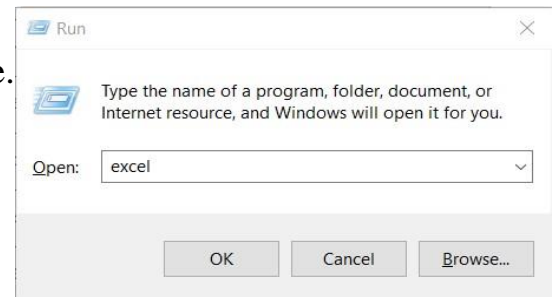 Run
e.
Type the name of a program, folder, document, or
Internet resource, and Windows will open it for you.
Open: excel
OK Cancel Browse...